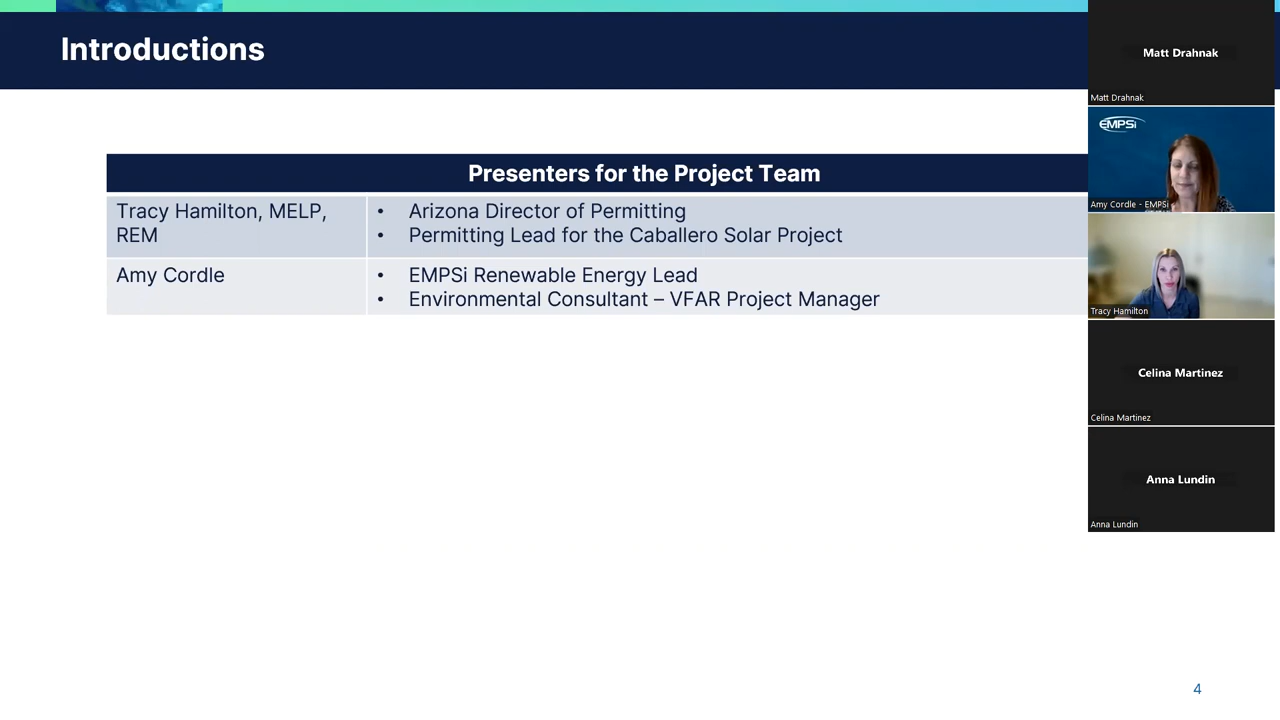 Introductions
Presenters for the Project Team
Tracy Hamilton, MELP,
REM
• Arizona Director of Permitting
• Permitting Lead for the Caballero Solar Project
Amy Cordle
• EMPSi Renewable Energy Lead
• Environmental Consultant – VFAR Project Manager
4
Matt Drahnak
Matt Drahnak
EMPSi
Amy Cordle - EMPSi
Tracy Hamilton
Celina Martinez
Celina Martinez
Anna Lundin
Anna Lundin